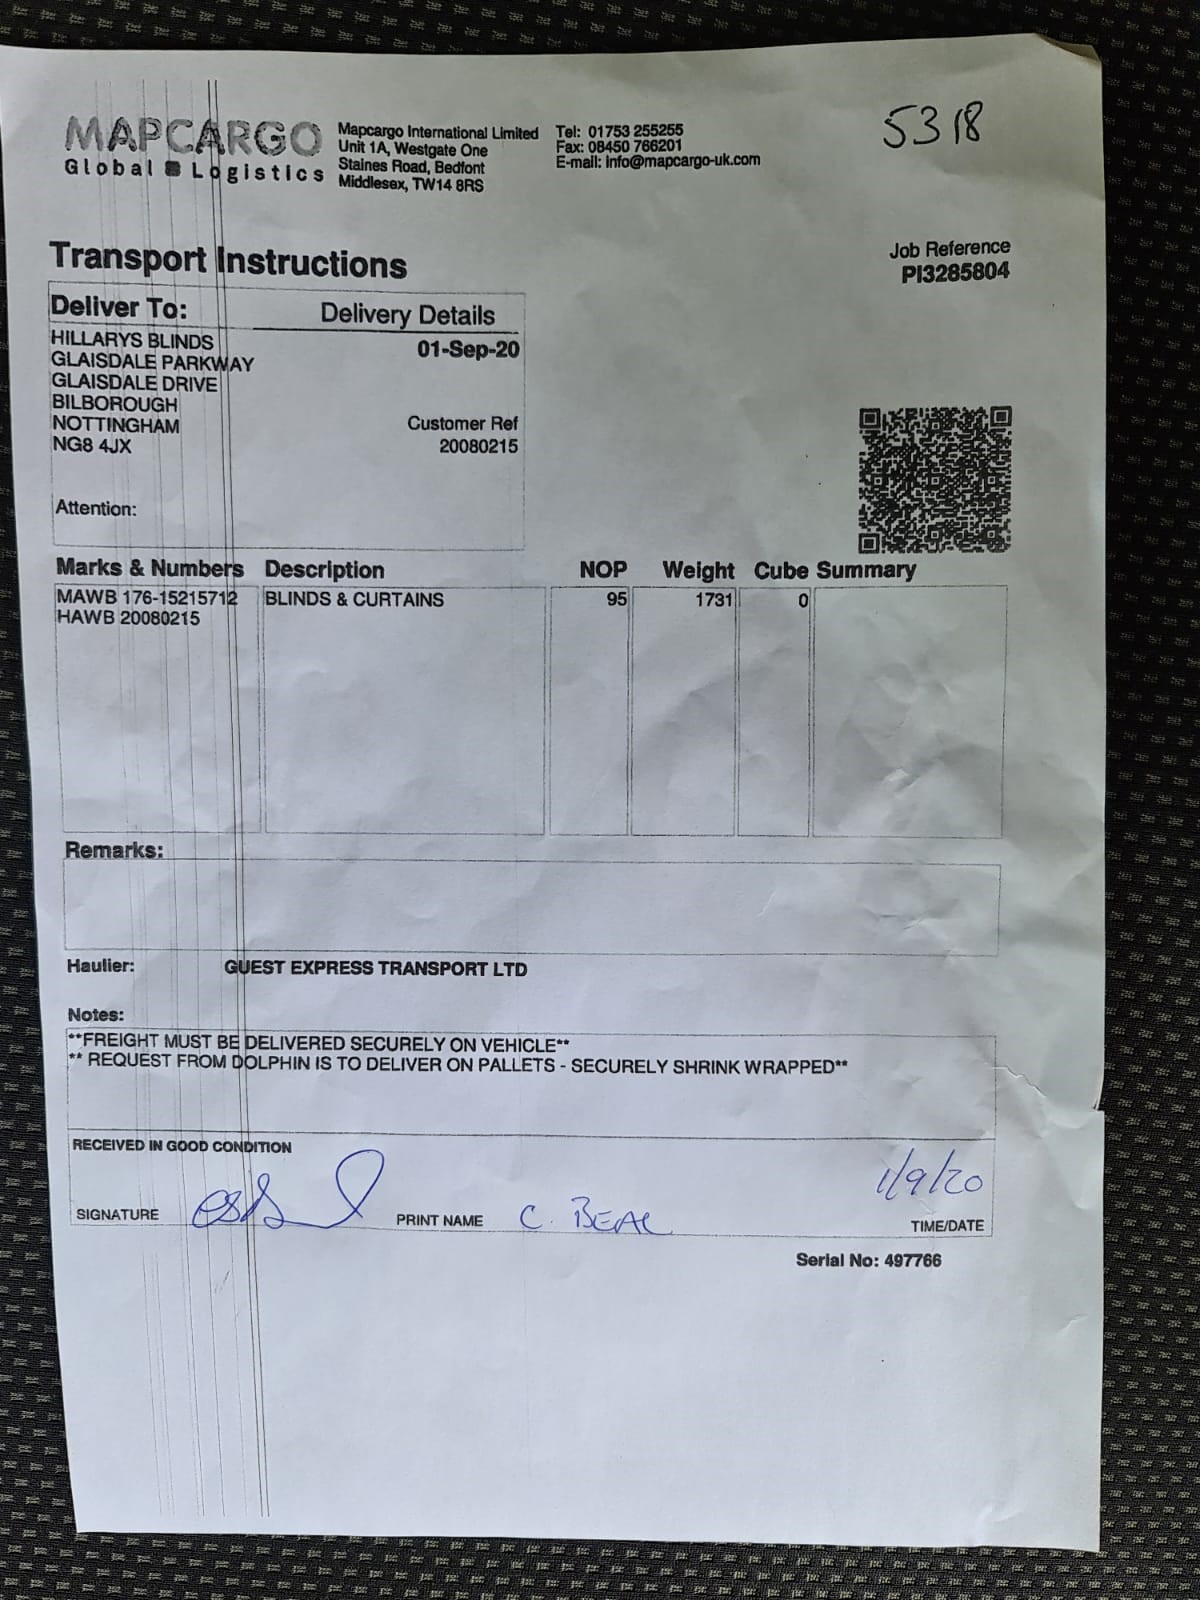 5318
MAPCARGO
Global Logistics
Mapcargo International Limited
Unit 1A, Westgate One
Staines Road, Bedfont
Middlesex, TW14 8RS
Tel: 01753 255255
Fax: 08450 766201
E-mail: info@mapcargo-uk.com
Transport Instructions
Job Reference
PI3285804
Deliver To:
HILLARYS BLINDS
GLAISDALE PARKWAY
GLAISDALE DRIVE
BILBOROUGH
NOTTINGHAM
NG8 4JX
Attention:
Delivery Details
01-Sep-20
Customer Ref
20080215
Marks & Numbers Description NOP Weight Cube Summary
MAWB 176-15215712 BLINDS & CURTAINS 95 1731 0
HAWB 20080215
Remarks:
Haulier: GUEST EXPRESS TRANSPORT LTD
Notes:
**FREIGHT MUST BE DELIVERED SECURELY ON VEHICLE**
** REQUEST FROM DOLPHIN IS TO DELIVER ON PALLETS - SECURELY SHRINK WRAPPED**
RECEIVED IN GOOD CONDITION
1/9/20
SIGNATURE PRINT NAME C. BEAL TIME/DATE
Serial No: 497766